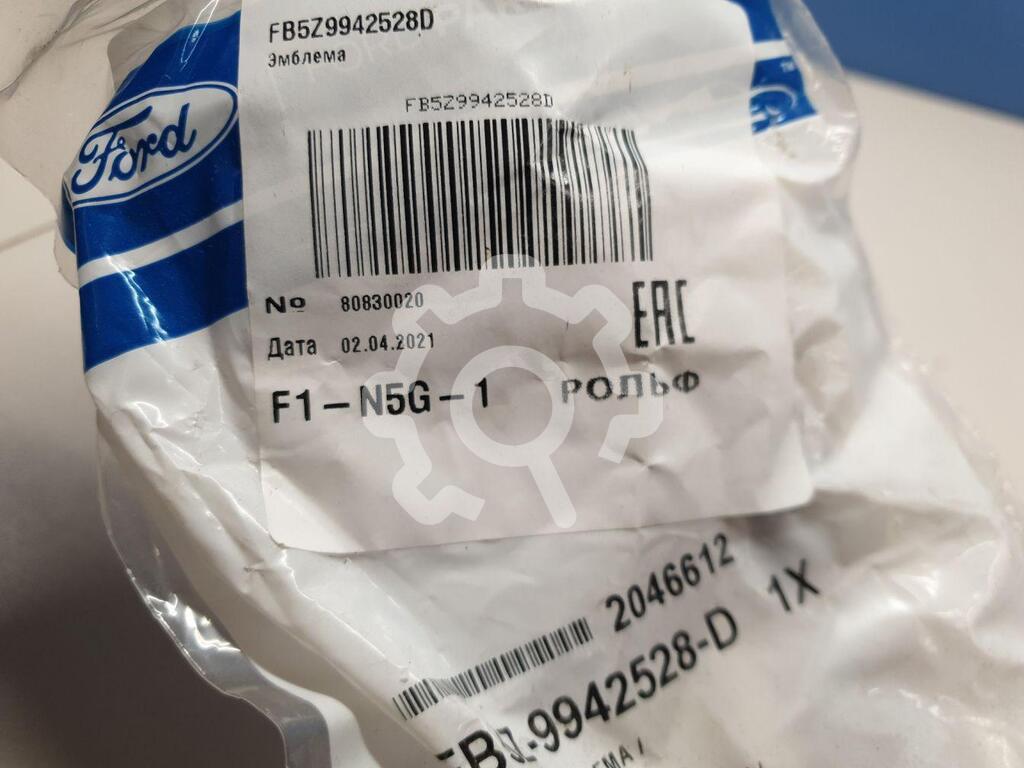 FB5Z9942528D
Эмблема
FB5Z9942528D
Ford
№ 80830020
EAC
Дата 02.04.2021
F1-N5G-1 РОЛЬФ
2046612
-9942528-D 1X